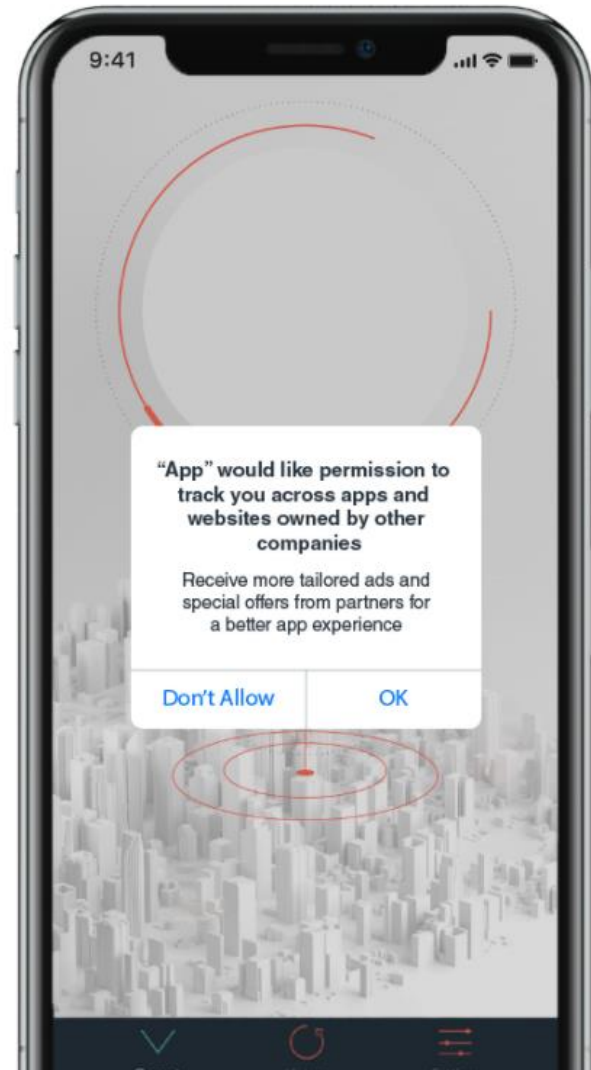 9:41
“App” would like permission to
track you across apps and
websites owned by other
companies
Receive more tailored ads and
special offers from partners for
a better app experience
Don’t Allow
OK